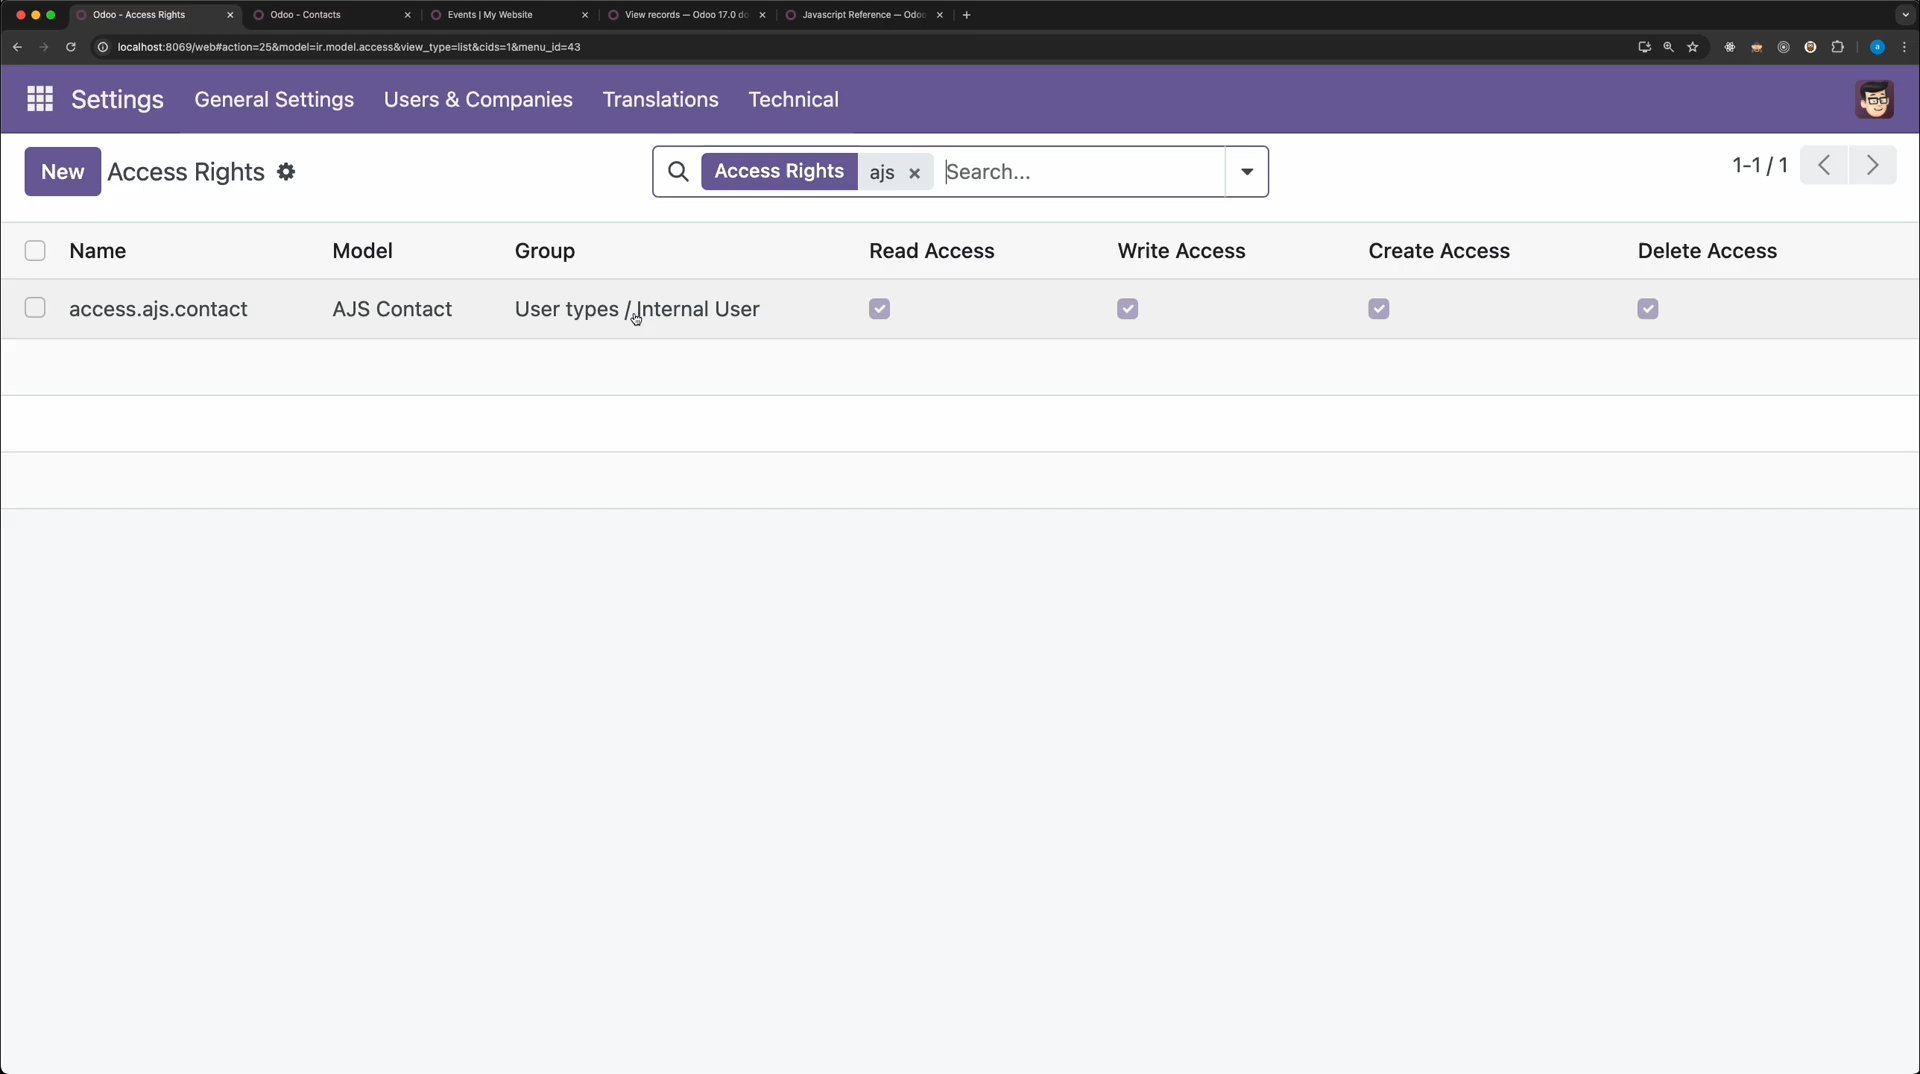 Odoo - Access Rights
Odoo - Contacts
Events | My Website
View records — Odoo 17.0 do
Javascript Reference — Odoo
localhost:8069/web#action=25&model=ir.model.access&view_type=list&cids=1&menu_id=43
a
Settings General Settings Users & Companies Translations Technical
New Access Rights Access Rights ajs Search... 1-1 / 1
Name Model Group Read Access Write Access Create Access Delete Access
access.ajs.contact AJS Contact User types / Internal User